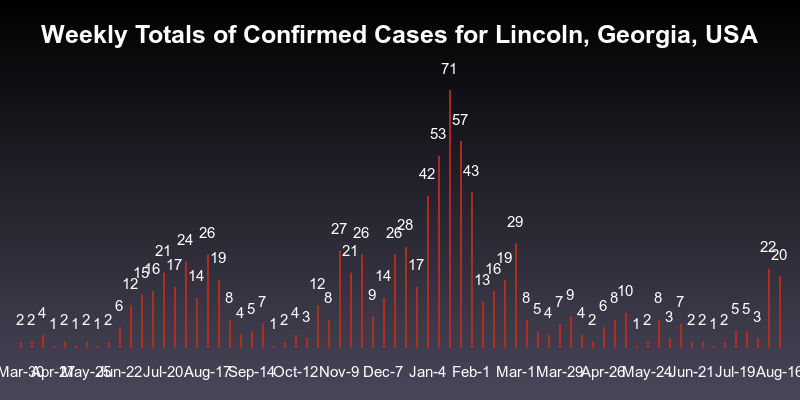 Weekly Totals of Confirmed Cases for Lincoln, Georgia, USA
2 2 4 1 2 1 2 1 2 6 12 15 16 21 17 24 14 26 19 8 4 5 7 1 2 4 3 12 8 27 21 26 9 14 26 28 17 42 53 71 57 43 13 16 19 29 8 5 4 7 9 4 2 6 8 10 1 2 8 3 7 2 2 1 2 5 5 3 22 20
Mar-30 Apr-27 May-25 Jun-22 Jul-20 Aug-17 Sep-14 Oct-12 Nov-9 Dec-7 Jan-4 Feb-1 Mar-1 Mar-29 Apr-26 May-24 Jun-21 Jul-19 Aug-16